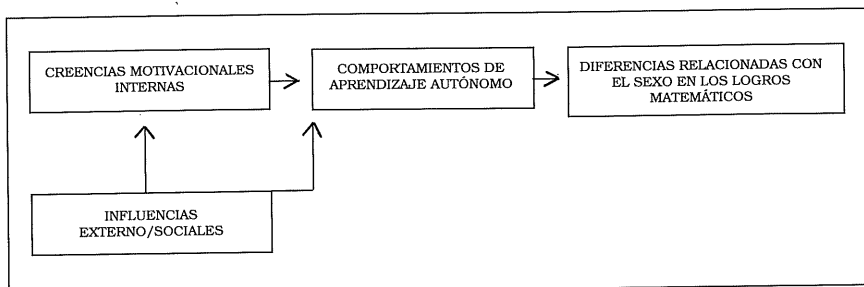 CREENCIAS MOTIVACIONALES
INTERNAS
COMPORTAMIENTOS DE
APRENDIZAJE AUTÓNOMO
DIFERENCIAS RELACIONADAS CON
EL SEXO EN LOS LOGROS
MATEMÁTICOS
INFLUENCIAS
EXTERNO/SOCIALES